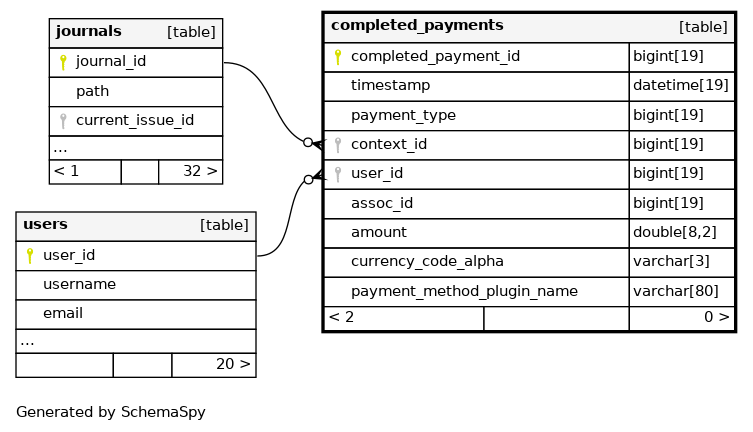 journals [table]
journal_id
path
current_issue_id
...
< 1 32 >
users [table]
user_id
username
email
...
20 >
completed_payments [table]
completed_payment_id bigint[19]
timestamp datetime[19]
payment_type bigint[19]
context_id bigint[19]
user_id bigint[19]
assoc_id bigint[19]
amount double[8,2]
currency_code_alpha varchar[3]
payment_method_plugin_name varchar[80]
< 2 0 >
Generated by SchemaSpy